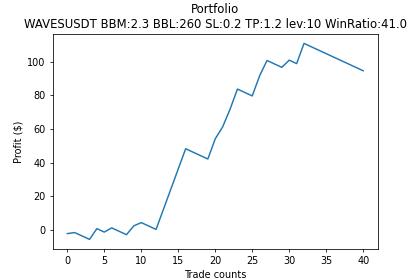 Portfolio
WAVESUSDT BBM:2.3 BBL:260 SL:0.2 TP:1.2 lev:10 WinRatio:41.0
100
80
60
40
20
0
Profit ($)
0 5 10 15 20 25 30 35 40
Trade counts